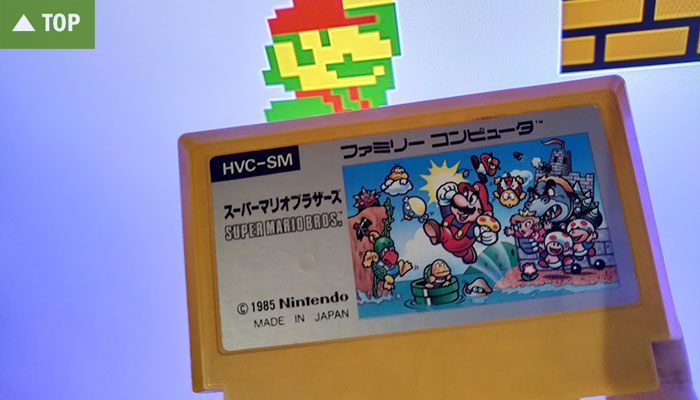 ▲ TOP
ファミリー コンピュータ™
HVC-SM
スーパーマリオブラザーズ
SUPER MARIO BROS.™
© 1985 Nintendo
MADE IN JAPAN